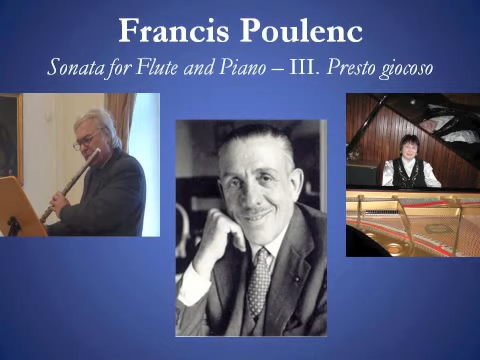 Francis Poulenc
Sonata for Flute and Piano – III. Presto giocoso